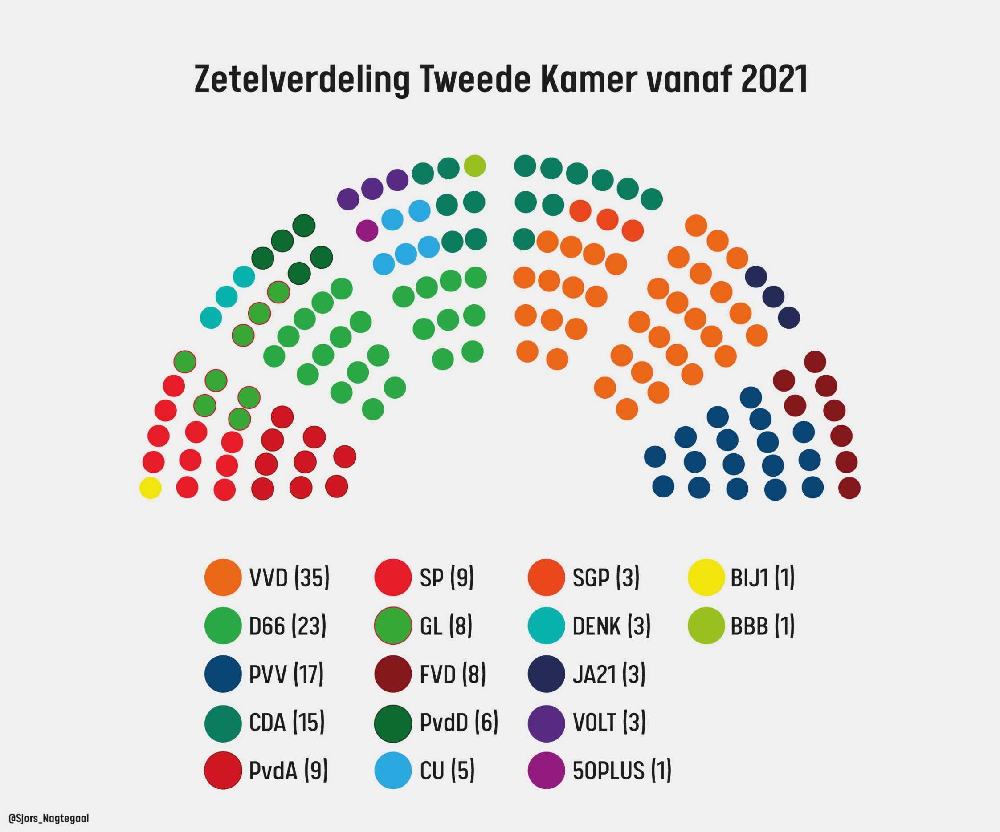 Zetelverdeling Tweede Kamer vanaf 2021
VVD (35)
D66 (23)
PVV (17)
CDA (15)
PvdA (9)
SP (9)
GL (8)
FVD (8)
PvdD (6)
CU (5)
SGP (3)
DENK (3)
JA21 (3)
VOLT (3)
50PLUS (1)
BIJ1 (1)
BBB (1)
@Sjors_Nagtegaal